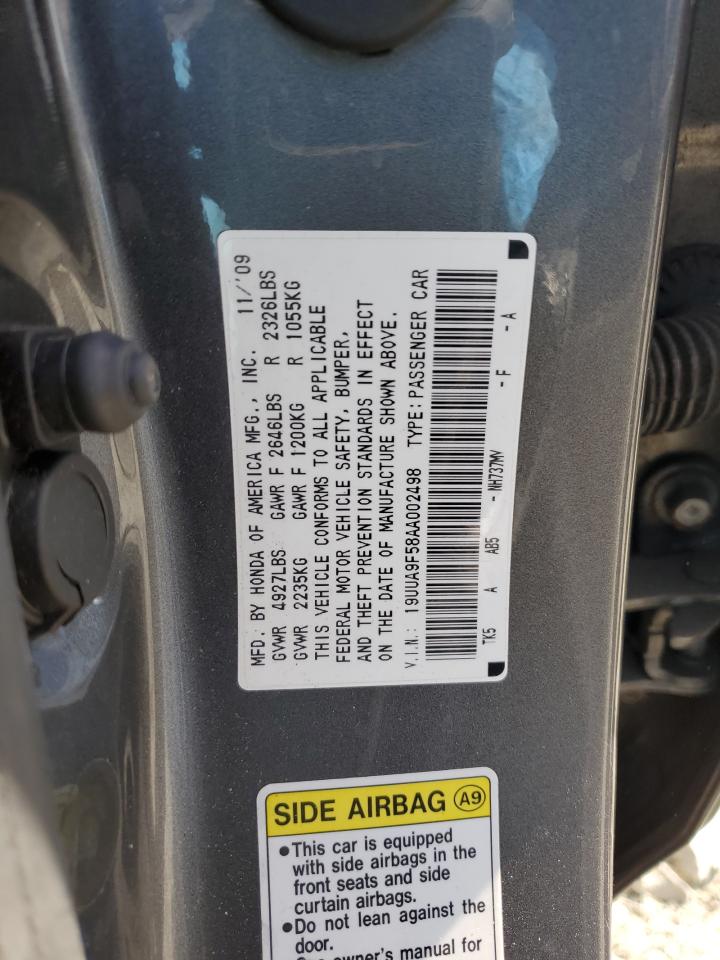 MFD. BY HONDA OF AMERICA MFG., INC. 11/'09
GVWR 4927LBS GAWR F 2646LBS R 2326LBS
GVWR 2235KG GAWR F 1200KG R 1055KG
THIS VEHICLE CONFORMS TO ALL APPLICABLE
FEDERAL MOTOR VEHICLE SAFETY, BUMPER,
AND THEFT PREVENTION STANDARDS IN EFFECT
ON THE DATE OF MANUFACTURE SHOWN ABOVE.
V.I.N.: 19UUA9F58AA002498 TYPE:PASSENGER CAR
TK5 A AB5 - NH737MV - F - A
SIDE AIRBAG A9
•This car is equipped
with side airbags in the
front seats and side
curtain airbags.
•Do not lean against the
door.
owner's manual for